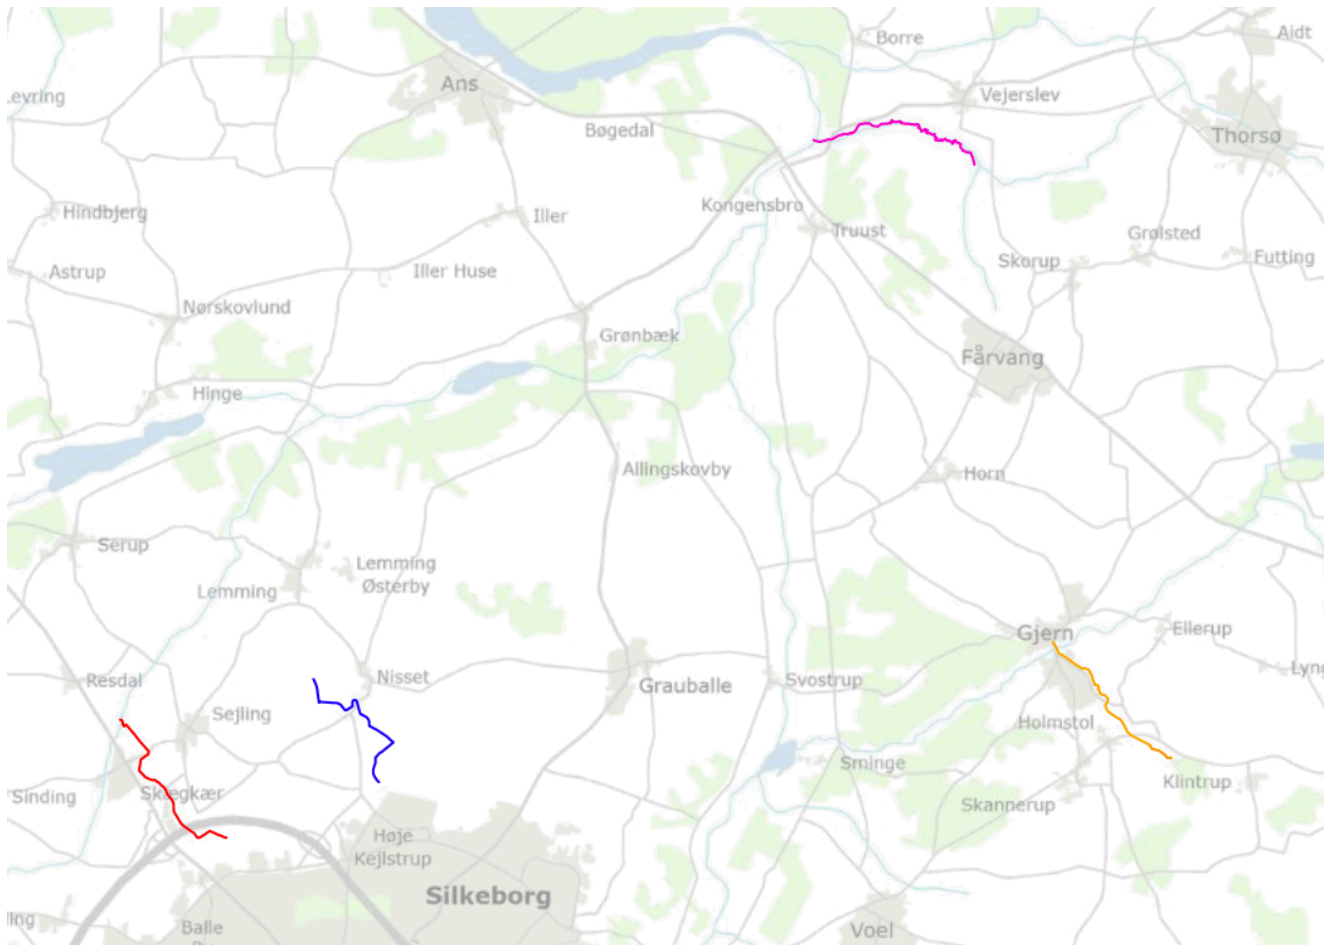 Borre
Aidt
Ans
Vejerslev
Levring
Bøgedal
Thorsø
Kongensbro
Hindbjerg
Iller
Truust
Grølsted
Astrup
Iller Huse
Skorup
Futting
Nørskovlund
Grønbæk
Fårvang
Hinge
Allingskovby
Horn
Serup
Lemming
Østerby
Lemming
Gjern
Ellerup
Resdal
Nisset
Grauballe
Svostrup
Lyng
Sejling
Holmstol
Sminge
Sinding
Skægkær
Skannerup
Klintrup
Høje
Kejlstrup
Silkeborg
Balle
Voel